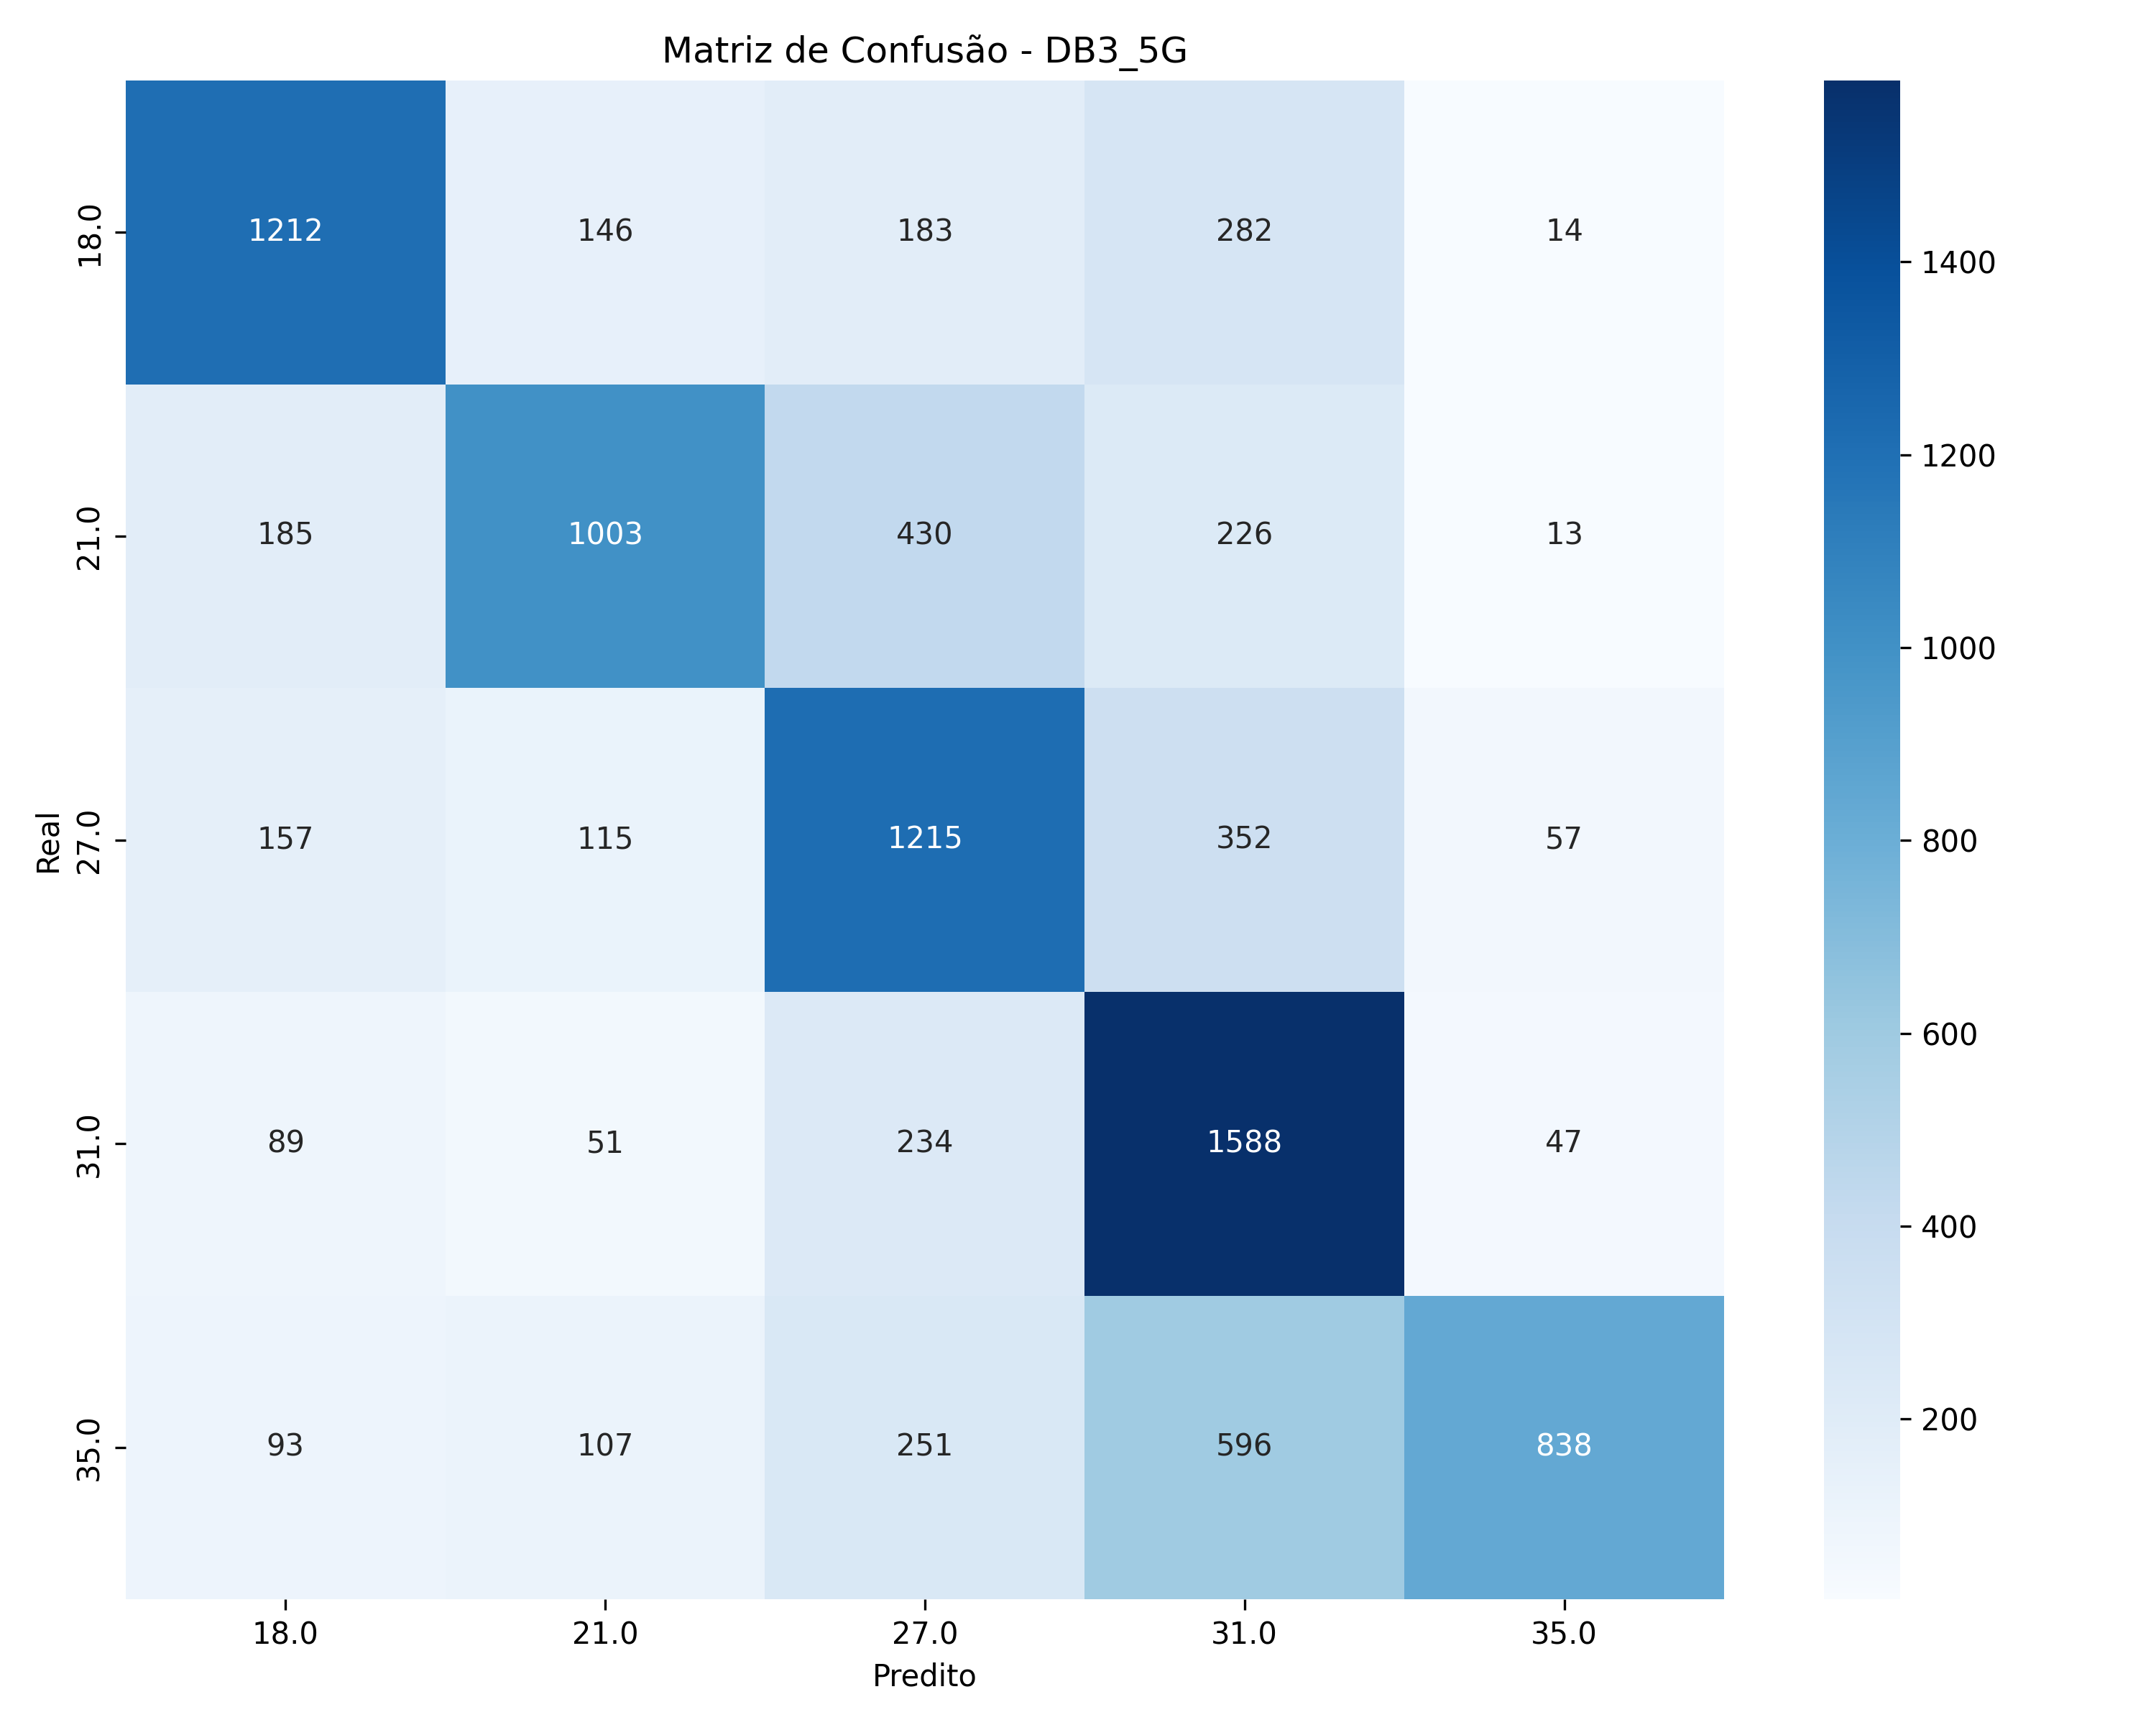 Matriz de Confusão - DB3_5G
18.0 1212 146 183 282 14
21.0 185 1003 430 226 13
27.0 157 115 1215 352 57
31.0 89 51 234 1588 47
35.0 93 107 251 596 838
18.0 21.0 27.0 31.0 35.0
Real
Predito
1400
1200
1000
800
600
400
200